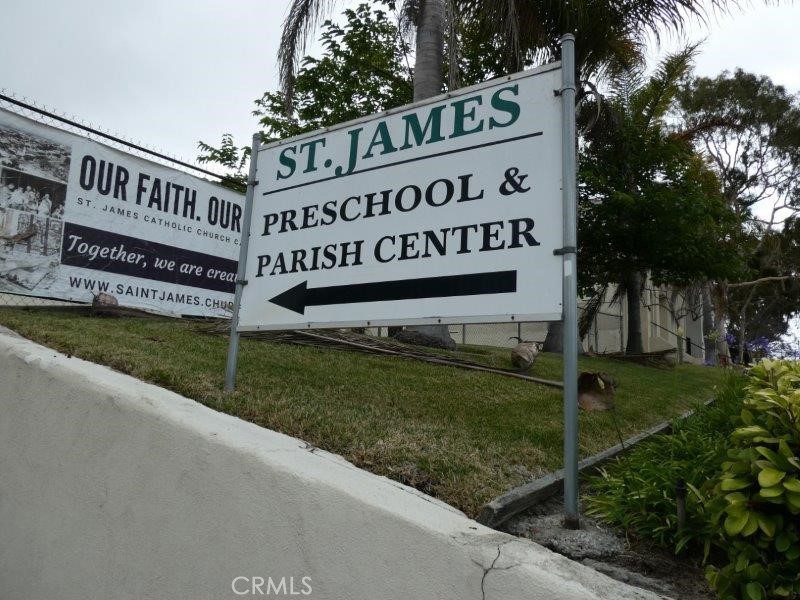 ST. JAMES
PRESCHOOL &
PARISH CENTER
OUR FAITH. OUR
ST. JAMES CATHOLIC CHURCH
Together, we are
WWW.SAINTJAMES.CHU
CRMLS